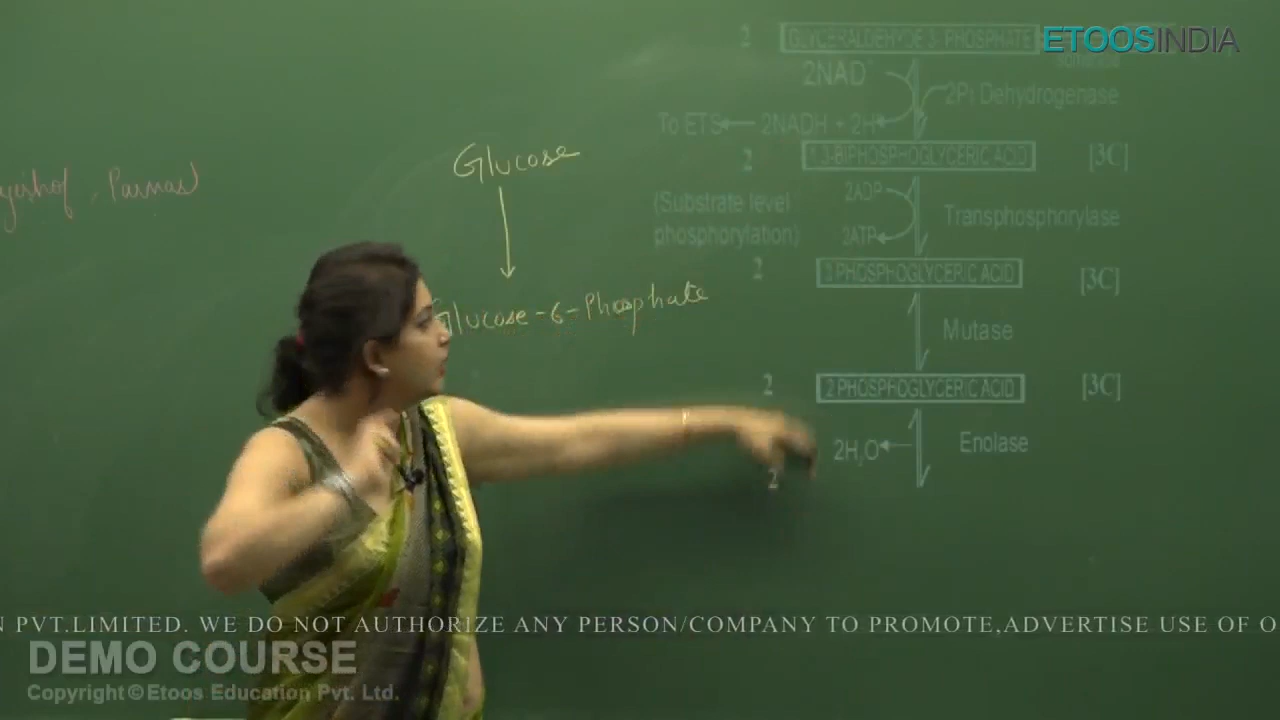 2 GLYCERALDEHYDE 3 PHOSPHATE
ETOOSINDIA
2NAD⁺
2Pi Dehydrogenase
To ETS ← 2NADH + 2H
2 1,3-BIPHOSPHOGLYCERIC ACID [3C]
Glucose
, Parnas)
2ADP
(Substrate level
phosphorylation)
Transphosphorylase
2ATP
2 3 PHOSPHOGLYCERIC ACID [3C]
Glucose-6-Phosphate
Mutase
2 2 PHOSPHOGLYCERIC ACID [3C]
2H₂O Enolase
2
N PVT.LIMITED. WE DO NOT AUTHORIZE ANY PERSON/COMPANY TO PROMOTE,ADVERTISE USE OF O
DEMO COURSE
Copyright © Etoos Education Pvt. Ltd.